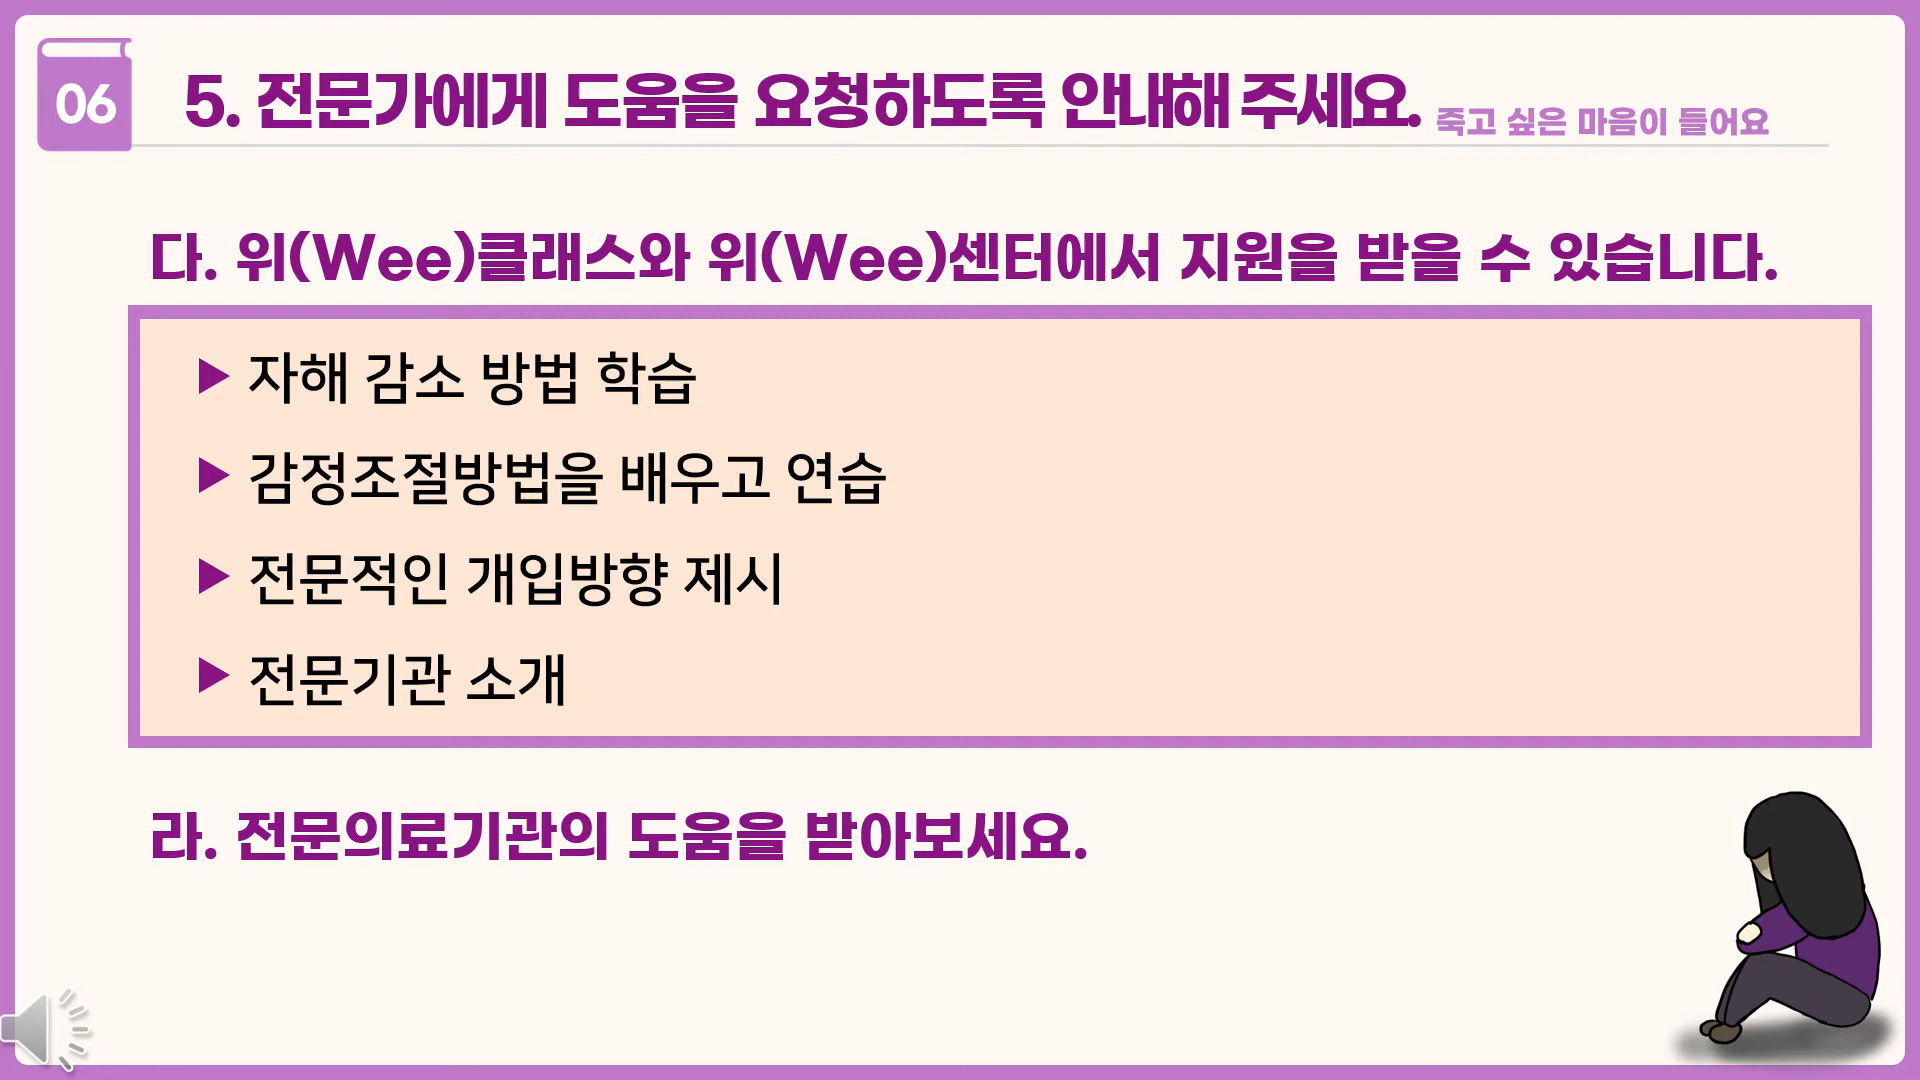 06
5. 전문가에게 도움을 요청하도록 안내해 주세요. 죽고 싶은 마음이 들어요
다. 위(Wee)클래스와 위(Wee)센터에서 지원을 받을 수 있습니다.
▶ 자해 감소 방법 학습
▶ 감정조절방법을 배우고 연습
▶ 전문적인 개입방향 제시
▶ 전문기관 소개
라. 전문의료기관의 도움을 받아보세요.